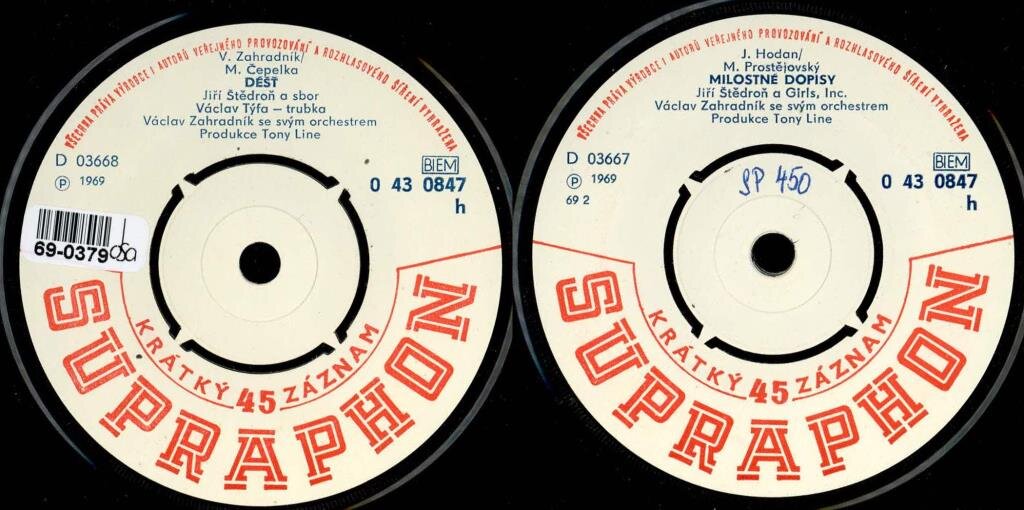 VŠECHNA PRÁVA VÝROBCE I AUTORŮ VEŘEJNÉHO PROVOZOVÁNÍ A ROZHLASOVÉHO ŠÍŘENÍ VYHRAZENA
V. Zahradník/
M. Čepelka
DÉŠŤ
Jiří Štědroň a sbor
Václav Týfa – trubka
Václav Zahradník se svým orchestrem
Produkce Tony Line
D 03668
Ⓟ 1969
BIEM
0 43 0847
h
69-0379
osa
SUPRAPHON
KRÁTKÝ 45 ZÁZNAM
VŠECHNA PRÁVA VÝROBCE I AUTORŮ VEŘEJNÉHO PROVOZOVÁNÍ A ROZHLASOVÉHO ŠÍŘENÍ VYHRAZENA
J. Hodan/
M. Prostějovský
MILOSTNÉ DOPISY
Jiří Štědroň a Girls, Inc.
Václav Zahradník se svým orchestrem
Produkce Tony Line
D 03667
Ⓟ 1969
69 2
BIEM
0 43 0847
h
SP 450
KRÁTKÝ 45 ZÁZNAM
SUPRAPHON